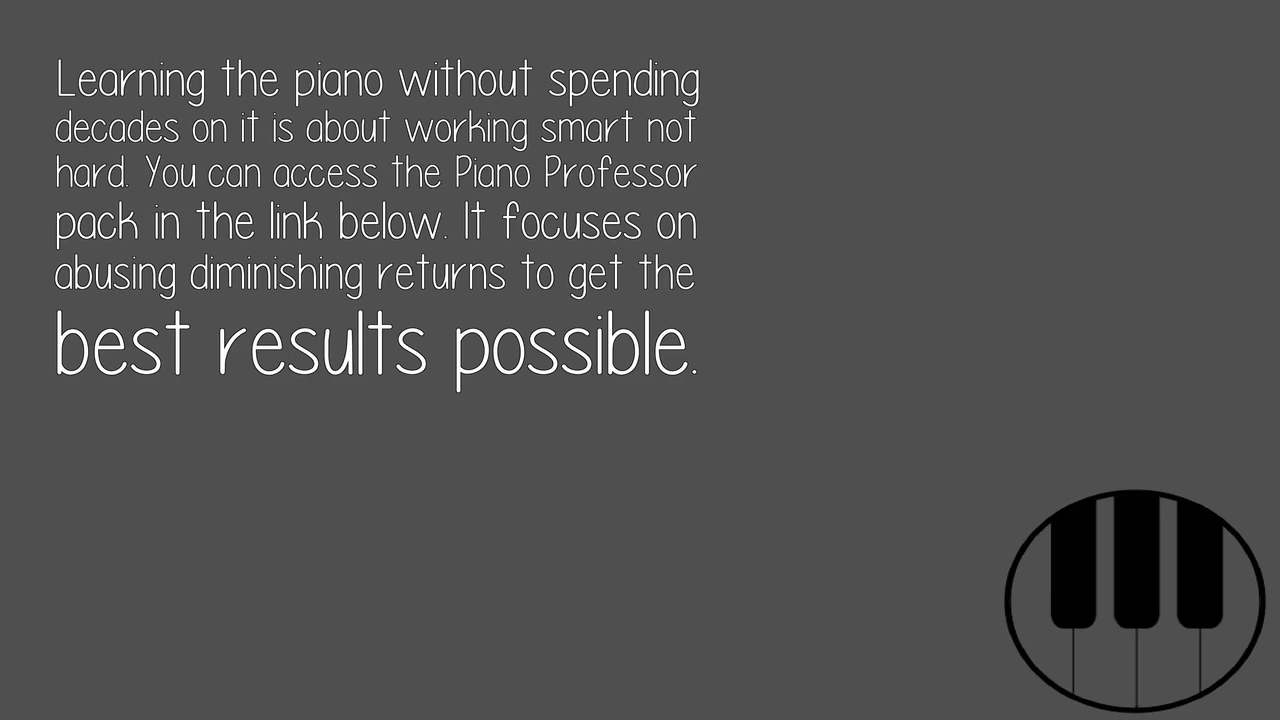 Learning the piano without spending
decades on it is about working smart not
hard. You can access the Piano Professor
pack in the link below. It focuses on
abusing diminishing returns to get the
best results possible.